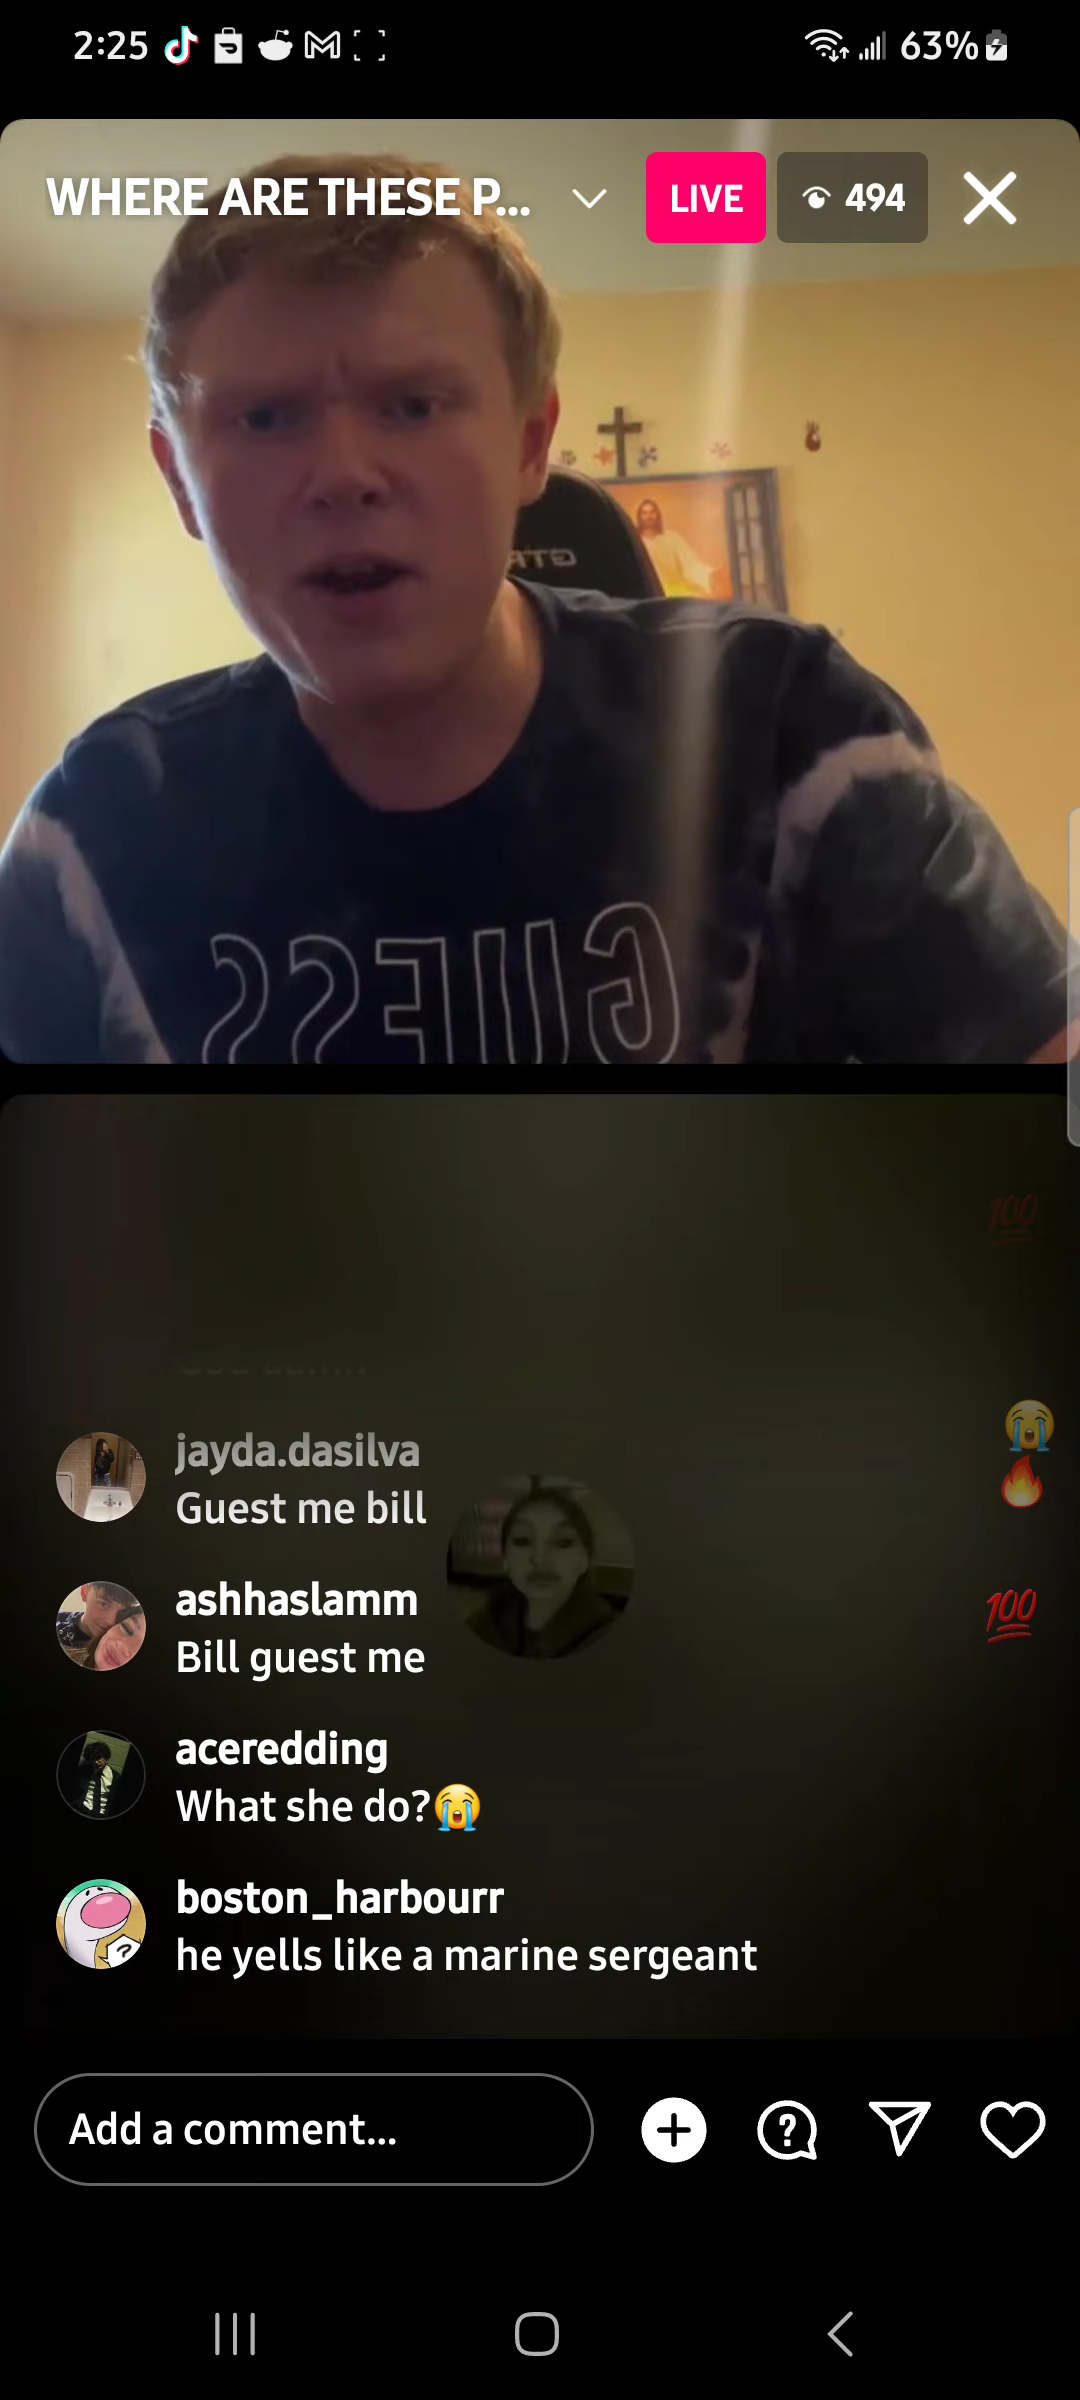 2:25
63%
WHERE ARE THESE P...
LIVE
494
GUESS
jayda.dasilva
Guest me bill
ashhaslamm
Bill guest me
aceredding
What she do?😭
boston_harbourr
he yells like a marine sergeant
Add a comment...